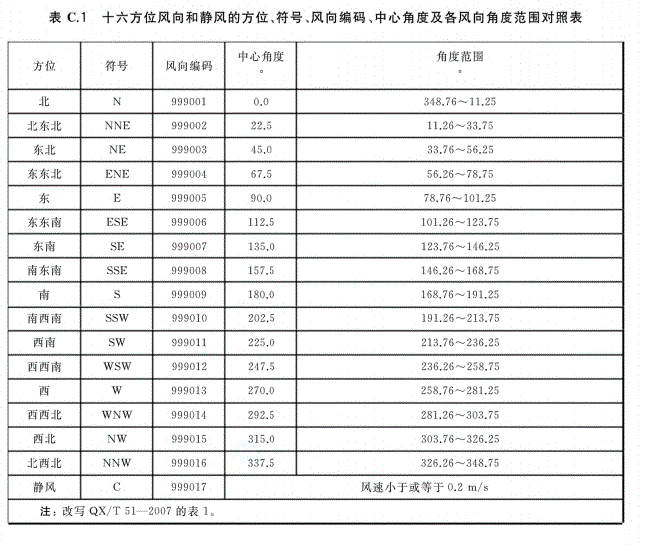 表 C.1 十六方位风向和静风的方位、符号、风向编码、中心角度及各风向角度范围对照表
方位 符号 风向编码 中心角度 ° 角度范围 °
北 N 999001 0.0 348.76～11.25
北东北 NNE 999002 22.5 11.26～33.75
东北 NE 999003 45.0 33.76～56.25
东东北 ENE 999004 67.5 56.26～78.75
东 E 999005 90.0 78.76～101.25
东东南 ESE 999006 112.5 101.26～123.75
东南 SE 999007 135.0 123.76～146.25
南东南 SSE 999008 157.5 146.26～168.75
南 S 999009 180.0 168.76～191.25
南西南 SSW 999010 202.5 191.26～213.75
西南 SW 999011 225.0 213.76～236.25
西西南 WSW 999012 247.5 236.26～258.75
西 W 999013 270.0 258.76～281.25
西西北 WNW 999014 292.5 281.26～303.75
西北 NW 999015 315.0 303.76～326.25
北西北 NNW 999016 337.5 326.26～348.75
静风 C 999017 风速小于或等于 0.2 m/s
注：改写 QX/T 51—2007 的表 1。